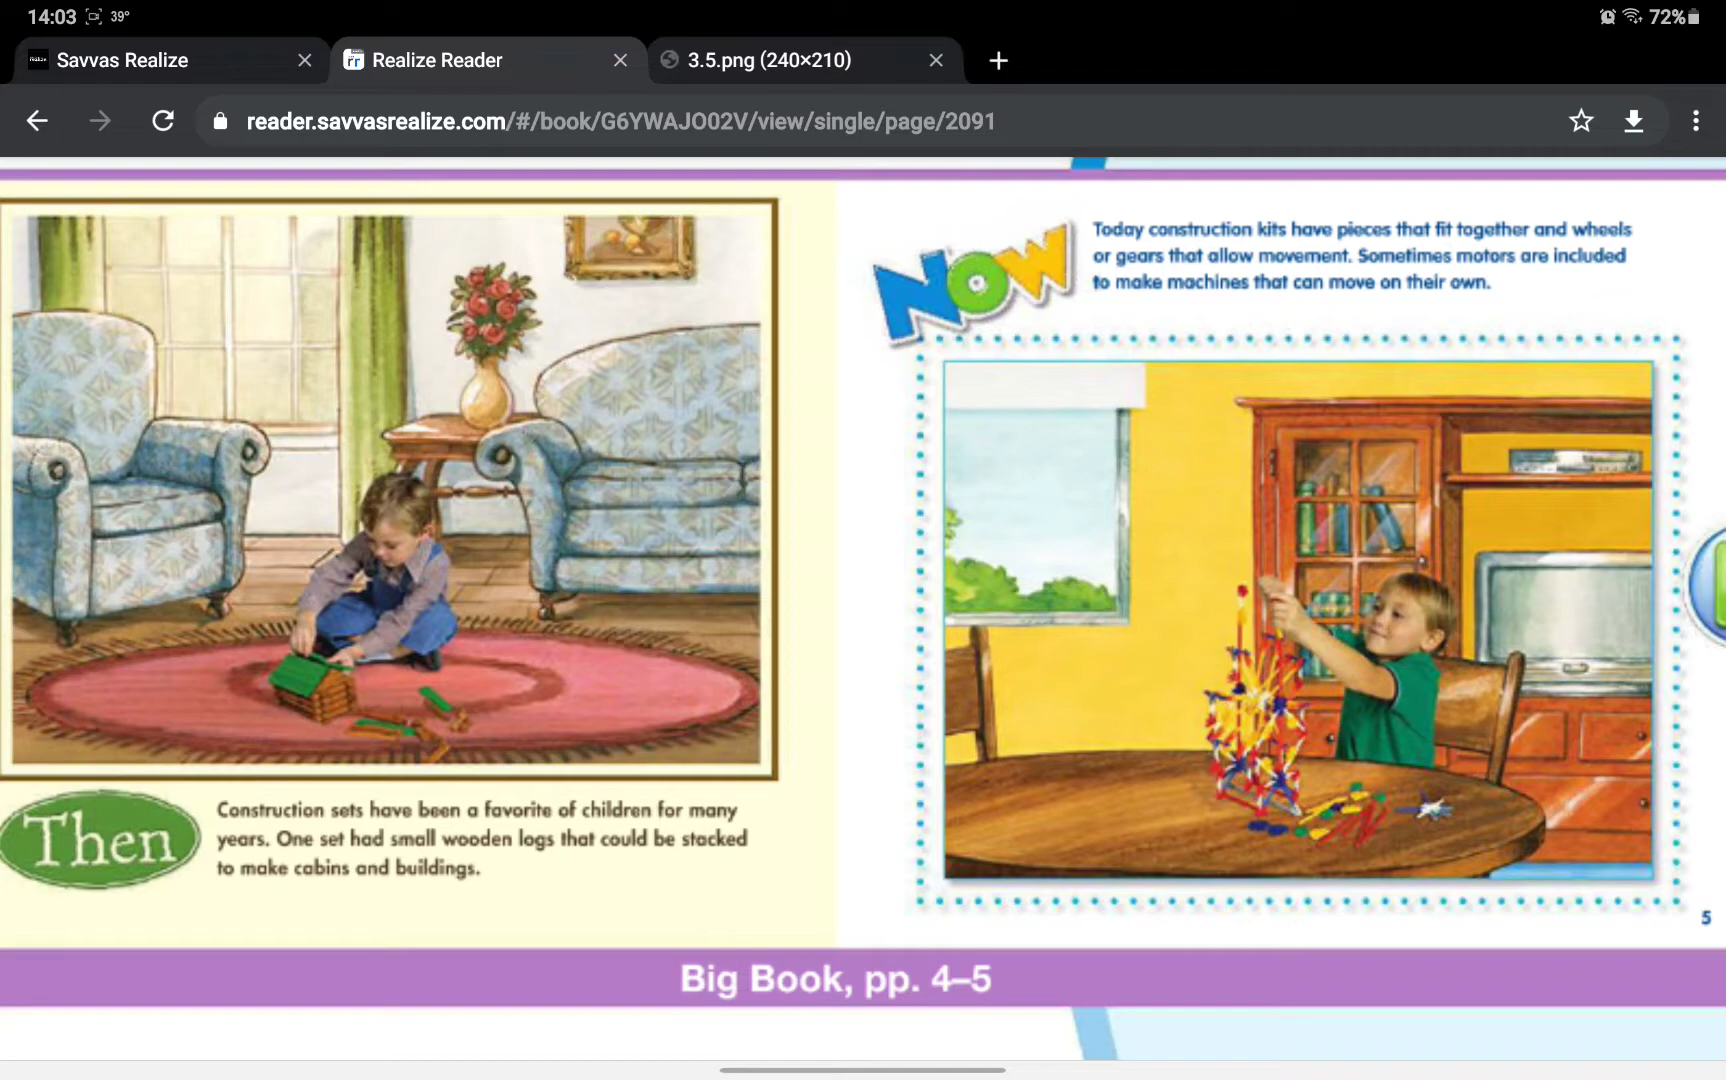 14:03 39°
72%
Savvas Realize
Realize Reader
3.5.png (240×210)
reader.savvasrealize.com/#/book/G6YWAJO02V/view/single/page/2091
NOW
Today construction kits have pieces that fit together and wheels
or gears that allow movement. Sometimes motors are included
to make machines that can move on their own.
Then
Construction sets have been a favorite of children for many
years. One set had small wooden logs that could be stacked
to make cabins and buildings.
5
Big Book, pp. 4–5